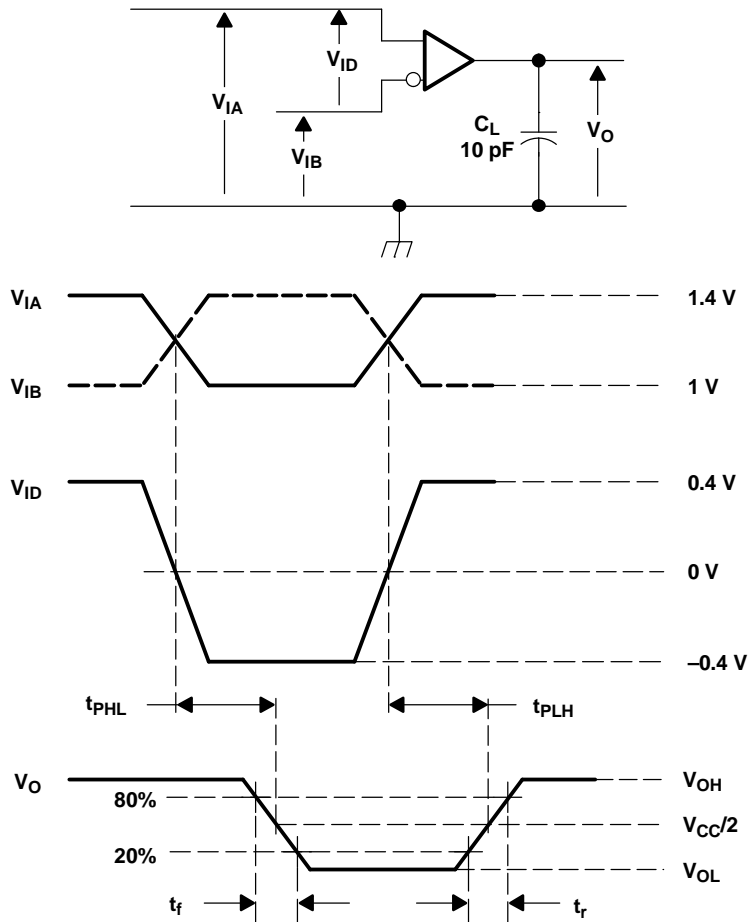 V_ID
V_IA
C_L
10 pF
V_O
V_IB
V_IA
1.4 V
V_IB
1 V
V_ID
0.4 V
0 V
–0.4 V
t_PHL
t_PLH
V_O
V_OH
80%
V_CC/2
20%
V_OL
t_f
t_r